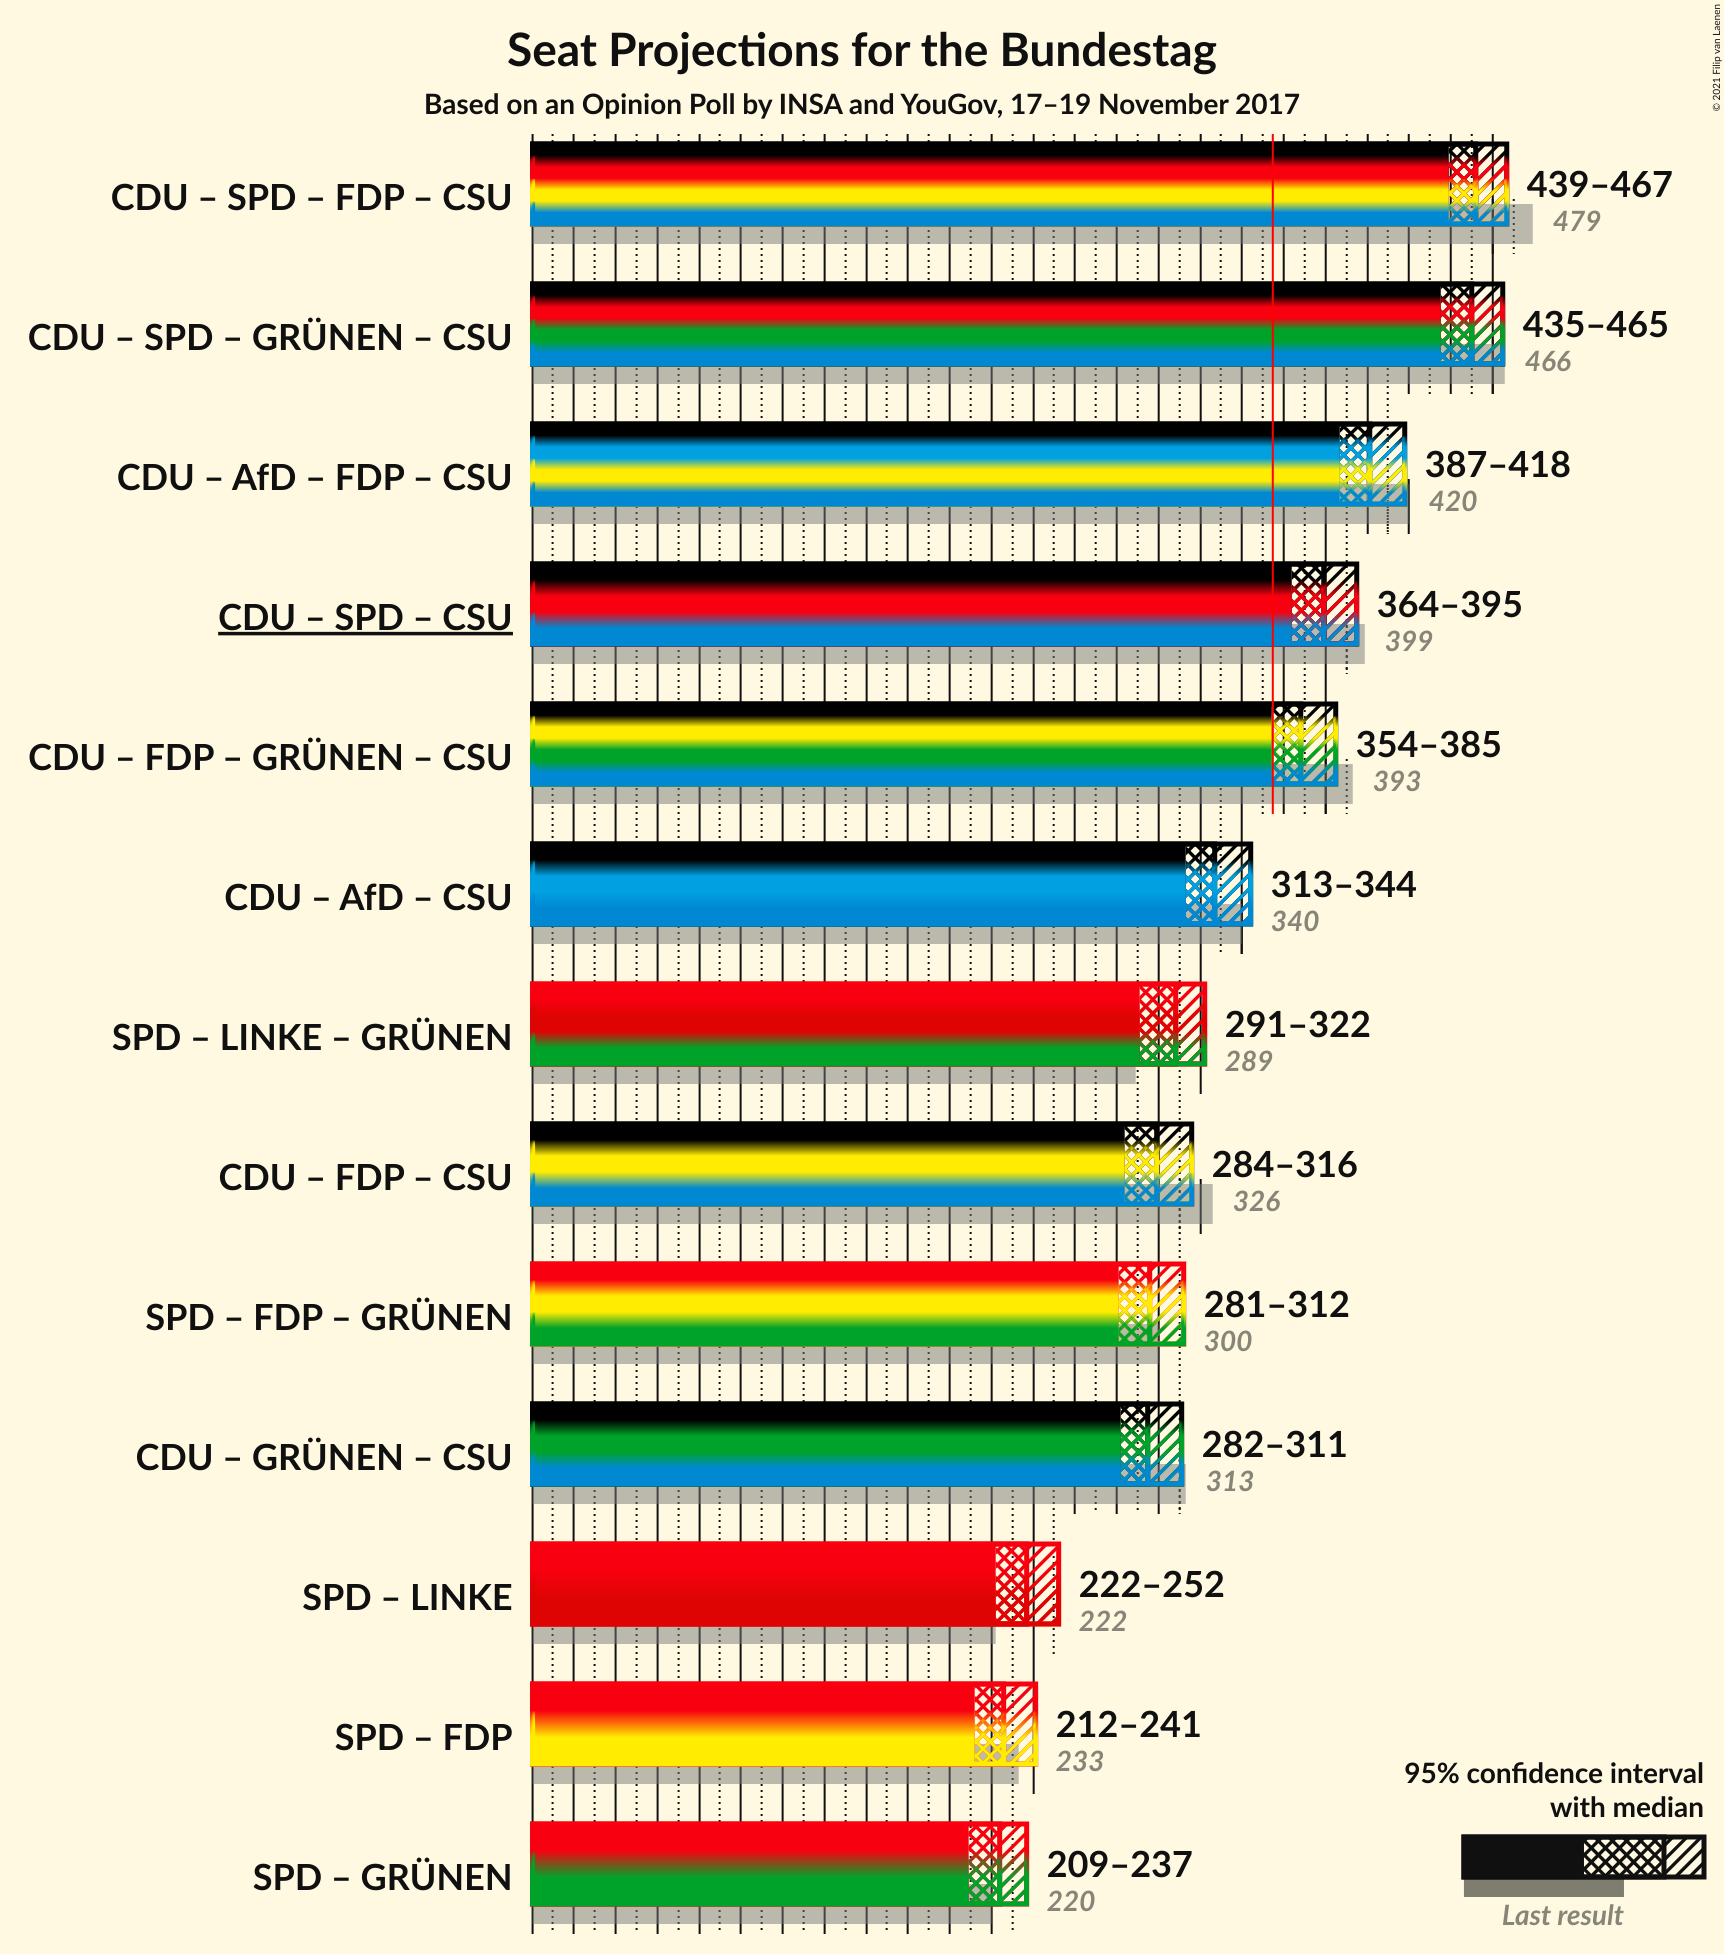 Seat Projections for the Bundestag
Based on an Opinion Poll by INSA and YouGov, 17–19 November 2017
© 2021 Filip van Laenen
CDU – SPD – FDP – CSU
439–467
479
CDU – SPD – GRÜNEN – CSU
435–465
466
CDU – AfD – FDP – CSU
387–418
420
CDU – SPD – CSU
364–395
399
CDU – FDP – GRÜNEN – CSU
354–385
393
CDU – AfD – CSU
313–344
340
SPD – LINKE – GRÜNEN
291–322
289
CDU – FDP – CSU
284–316
326
SPD – FDP – GRÜNEN
281–312
300
CDU – GRÜNEN – CSU
282–311
313
SPD – LINKE
222–252
222
SPD – FDP
212–241
233
SPD – GRÜNEN
209–237
220
95% confidence interval
with median
Last result